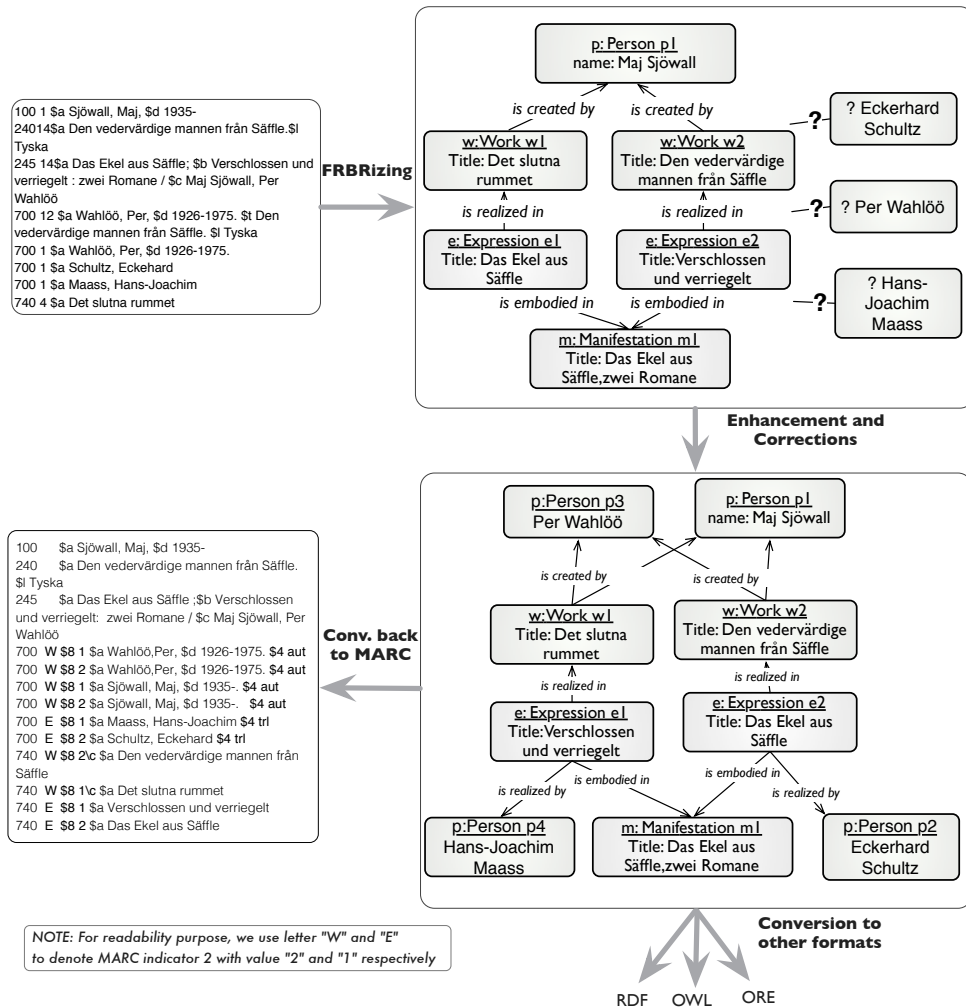 100 1 $a Sjöwall, Maj, $d 1935-
24014$a Den vedervärdige mannen från Säffle.$l
Tyska
245 14$a Das Ekel aus Säffle; $b Verschlossen und
verriegelt : zwei Romane / $c Maj Sjöwall, Per
Wahlöö
700 12 $a Wahlöö, Per, $d 1926-1975. $t Den
vedervärdige mannen från Säffle. $l Tyska
700 1 $a Wahlöö, Per, $d 1926-1975.
700 1 $a Schultz, Eckehard
700 1 $a Maass, Hans-Joachim
740 4 $a Det slutna rummet
FRBRizing
p: Person p1
name: Maj Sjöwall
is created by
is created by
w:Work w1
Title: Det slutna
rummet
w:Work w2
Title: Den vedervärdige
mannen från Säffle
is realized in
is realized in
e: Expression e1
Title: Das Ekel aus
Säffle
e: Expression e2
Title:Verschlossen
und verriegelt
is embodied in
is embodied in
m: Manifestation m1
Title: Das Ekel aus
Säffle,zwei Romane
?
? Eckerhard
Schultz
?
? Per Wahlöö
?
? Hans-
Joachim
Maass
Enhancement and
Corrections
p:Person p3
Per Wahlöö
p: Person p1
name: Maj Sjöwall
is created by
is created by
w:Work w1
Title: Det slutna
rummet
w:Work w2
Title: Den vedervärdige
mannen från Säffle
is realized in
is realized in
e: Expression e1
Title:Verschlossen
und verriegelt
e: Expression e2
Title: Das Ekel aus
Säffle
is realized by
is embodied in
is embodied in
is realized by
p:Person p4
Hans-Joachim
Maass
m: Manifestation m1
Title: Das Ekel aus
Säffle,zwei Romane
p:Person p2
Eckerhard
Schultz
Conv. back
to MARC
100 $a Sjöwall, Maj, $d 1935-
240 $a Den vedervärdige mannen från Säffle.
$l Tyska
245 $a Das Ekel aus Säffle ;$b Verschlossen
und verriegelt: zwei Romane / $c Maj Sjöwall, Per
Wahlöö
700 W $8 1 $a Wahlöö,Per, $d 1926-1975. $4 aut
700 W $8 2 $a Wahlöö,Per, $d 1926-1975. $4 aut
700 W $8 1 $a Sjöwall, Maj, $d 1935-. $4 aut
700 W $8 2 $a Sjöwall, Maj, $d 1935-. $4 aut
700 E $8 1 $a Maass, Hans-Joachim $4 trl
700 E $8 2 $a Schultz, Eckehard $4 trl
740 W $8 2\c $a Den vedervärdige mannen från
Säffle
740 W $8 1\c $a Det slutna rummet
740 E $8 1 $a Verschlossen und verriegelt
740 E $8 2 $a Das Ekel aus Säffle
NOTE: For readability purpose, we use letter "W" and "E"
to denote MARC indicator 2 with value "2" and "1" respectively
Conversion to
other formats
RDF OWL ORE